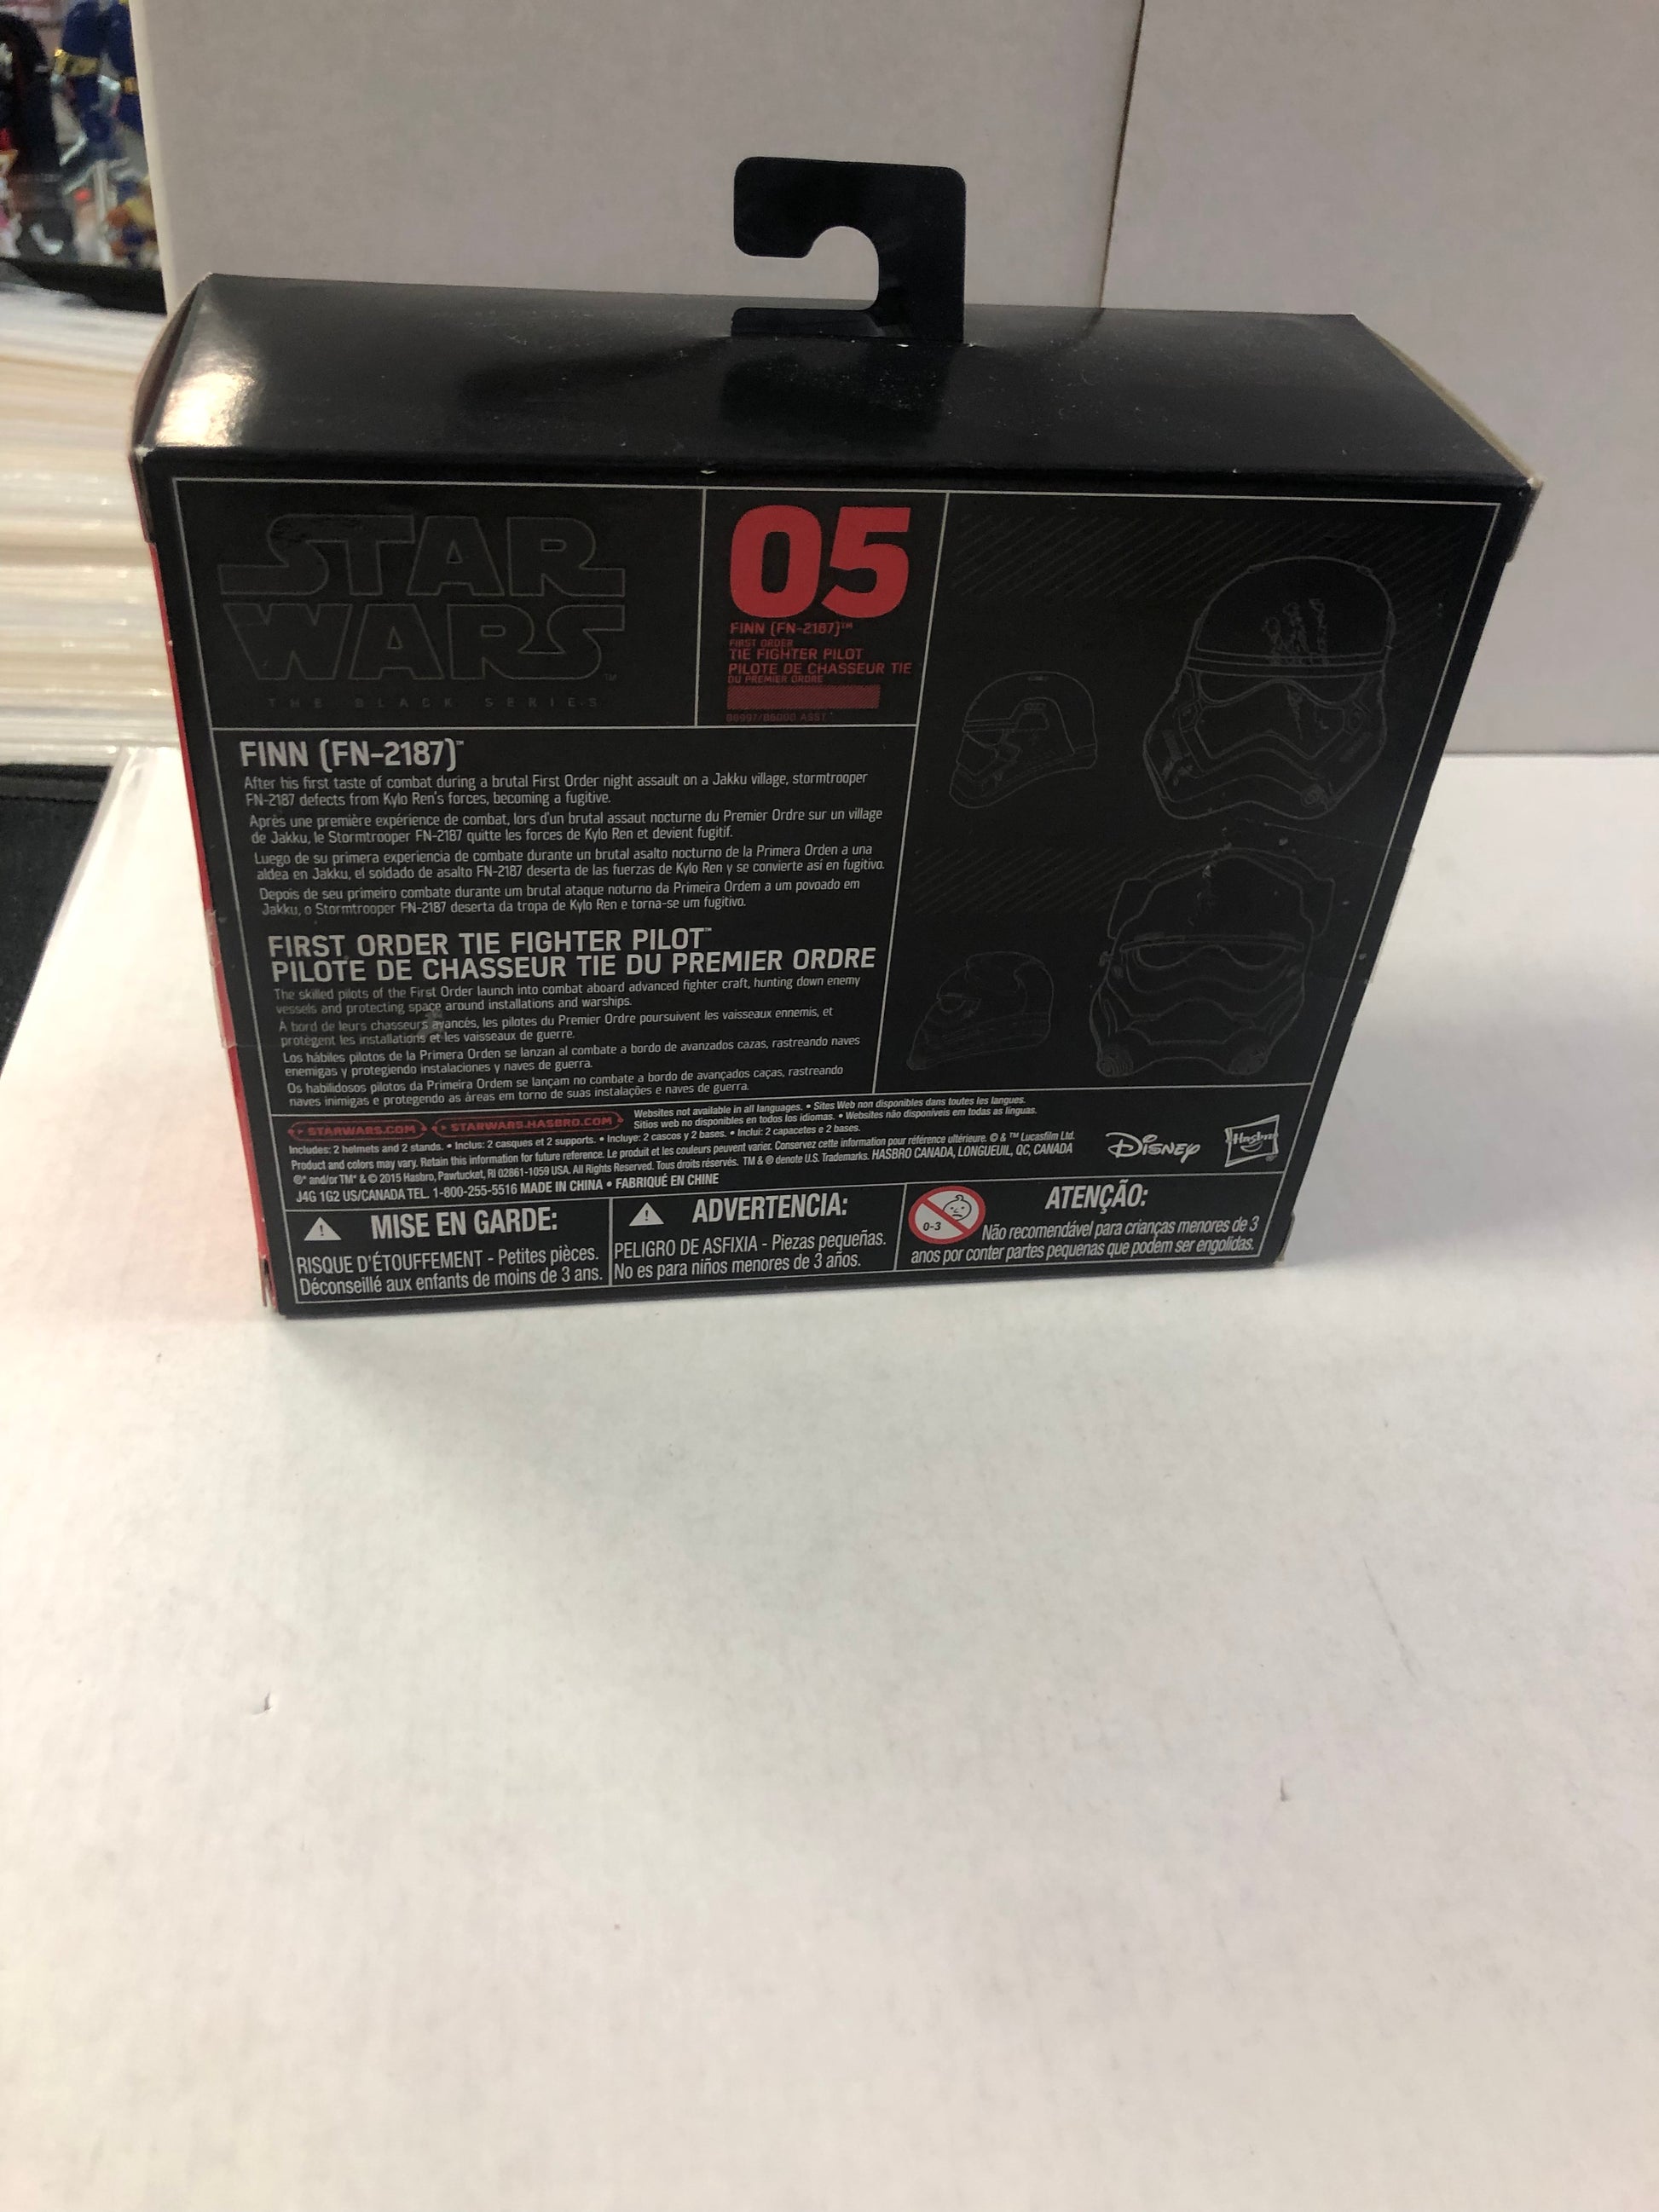 STAR
WARS™
THE BLACK SERIES
05
FINN (FN-2187)™
FIRST ORDER
TIE FIGHTER PILOT
PILOTE DE CHASSEUR TIE
DU PREMIER ORDRE
ASST
FINN (FN-2187)™
After his first taste of combat during a brutal First Order night assault on a Jakku village, stormtrooper
FN-2187 defects from Kylo Ren's forces, becoming a fugitive.
Après une première expérience de combat, lors d'un brutal assaut nocturne du Premier Ordre sur un village
de Jakku, le Stormtrooper FN-2187 quitte les forces de Kylo Ren et devient fugitif.
Luego de su primera experiencia de combate durante un brutal asalto nocturno de la Primera Orden a una
aldea en Jakku, el soldado de asalto FN-2187 deserta de las fuerzas de Kylo Ren y se convierte así en fugitivo.
Depois de seu primeiro combate durante um brutal ataque noturno da Primeira Ordem a um povoado em
Jakku, o Stormtrooper FN-2187 deserta da tropa de Kylo Ren e torna-se um fugitivo.
FIRST ORDER TIE FIGHTER PILOT™
PILOTE DE CHASSEUR TIE DU PREMIER ORDRE
The skilled pilots of the First Order launch into combat aboard advanced fighter craft, hunting down enemy
vessels and protecting space around installations and warships.
À bord de leurs chasseurs avancés, les pilotes du Premier Ordre poursuivent les vaisseaux ennemis, et
protègent les installations et les vaisseaux de guerre.
Los hábiles pilotos de la Primera Orden se lanzan al combate a bordo de avanzados cazas, rastreando naves
enemigas y protegiendo instalaciones y naves de guerra.
Os habilidosos pilotos da Primeira Ordem se lançam no combate a bordo de avançados caças, rastreando
naves inimigas e protegendo as áreas em torno de suas instalações e naves de guerra.
STARWARS.COM STARWARS.HASBRO.COM
Websites not available in all languages. • Sites Web non disponibles dans toutes les langues.
Sitios web no disponibles en todos los idiomas. • Websites não disponíveis em todas as línguas.
Includes: 2 helmets and 2 stands. • Inclus: 2 casques et 2 supports. • Incluye: 2 cascos y 2 bases. • Inclui: 2 capacetes e 2 bases.
Product and colors may vary. Retain this information for future reference. Le produit et les couleurs peuvent varier. Conservez cette information pour référence ultérieure. © & ™ Lucasfilm Ltd.
®* and/or TM* & © 2015 Hasbro, Pawtucket, RI 02861-1059 USA. All Rights Reserved. Tous droits réservés. TM & ® denote U.S. Trademarks. HASBRO CANADA, LONGUEUIL, QC, CANADA
J4G 1G2 US/CANADA TEL. 1-800-255-5516 MADE IN CHINA • FABRIQUÉ EN CHINE
Disney
Hasbro
MISE EN GARDE:
RISQUE D'ÉTOUFFEMENT - Petites pièces.
Déconseillé aux enfants de moins de 3 ans.
ADVERTENCIA:
PELIGRO DE ASFIXIA - Piezas pequeñas.
No es para niños menores de 3 años.
0-3
ATENÇÃO:
Não recomendável para crianças menores de 3
anos por conter partes pequenas que podem ser engolidas.